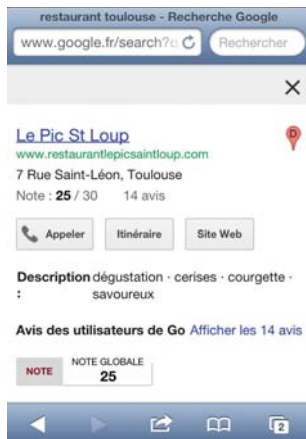 restaurant toulouse - Recherche Google
www.google.fr/search?q
Rechercher
Le Pic St Loup
www.restaurantlepicsaintloup.com
7 Rue Saint-Léon, Toulouse
Note : 25 / 30 14 avis
Appeler
Itinéraire
Site Web
Description dégustation · cerises · courgette ·
: savoureux
Avis des utilisateurs de Go Afficher les 14 avis
NOTE
NOTE GLOBALE
25
D
2